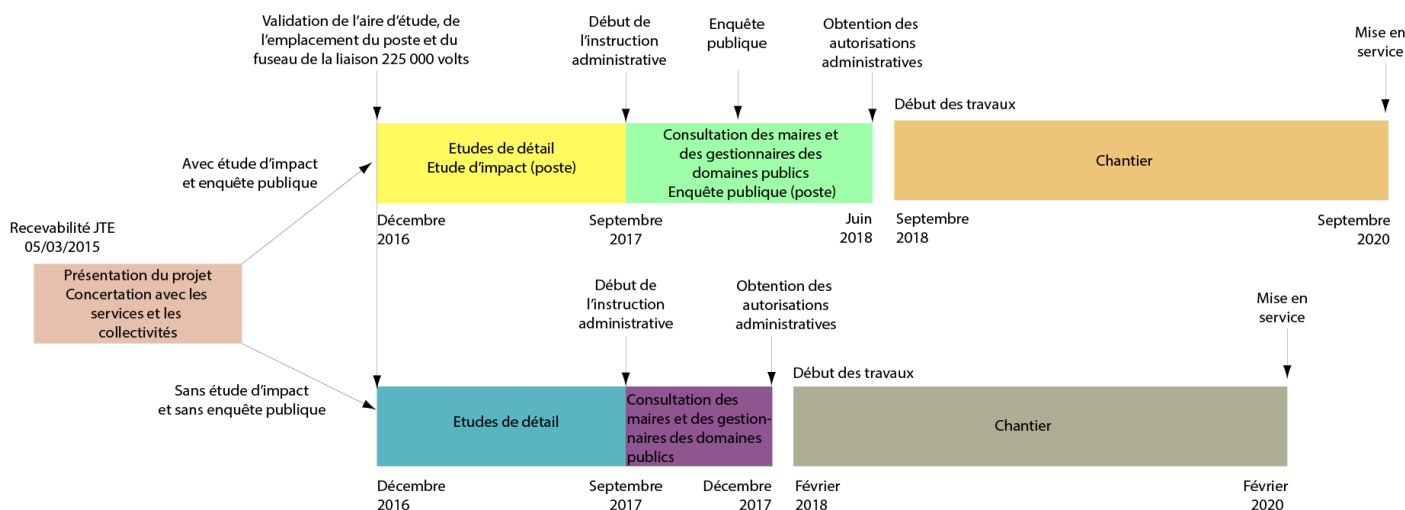 Validation de l'aire d'étude, de
l'emplacement du poste et du
fuseau de la liaison 225 000 volts
Début de
l'instruction
administrative
Enquête
publique
Obtention des
autorisations
administratives
Mise en
service
Début des travaux
Avec étude d'impact
et enquête publique
Etudes de détail
Etude d'impact (poste)
Consultation des maires et
des gestionnaires des
domaines publics
Enquête publique (poste)
Chantier
Décembre
2016
Septembre
2017
Juin
2018
Septembre
2018
Septembre
2020
Recevabilité JTE
05/03/2015
Présentation du projet
Concertation avec les
services et les
collectivités
Début de
l'instruction
administrative
Obtention des
autorisations
administratives
Mise en
service
Début des travaux
Sans étude d'impact
et sans enquête publique
Etudes de détail
Consultation des
maires et des gestion-
naires des domaines
publics
Chantier
Décembre
2016
Septembre
2017
Décembre
2017
Février
2018
Février
2020